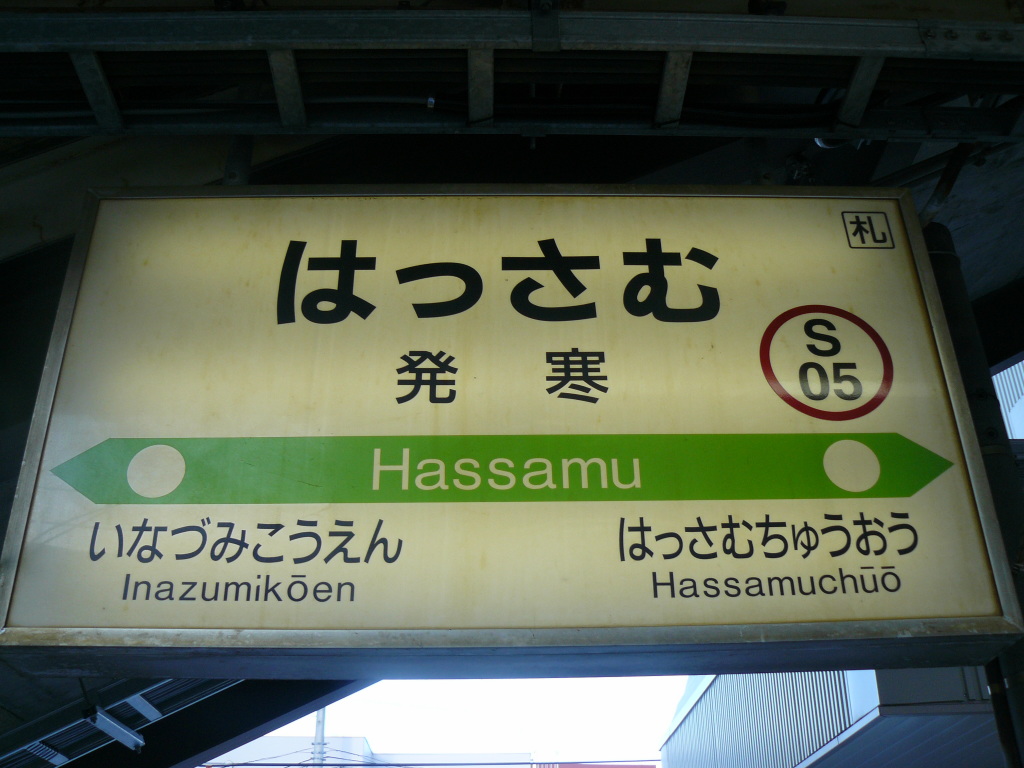 札
はっさむ
発寒
S
05
Hassamu
いなづみこうえん
Inazumikōen
はっさむちゅうおう
Hassamuchūō